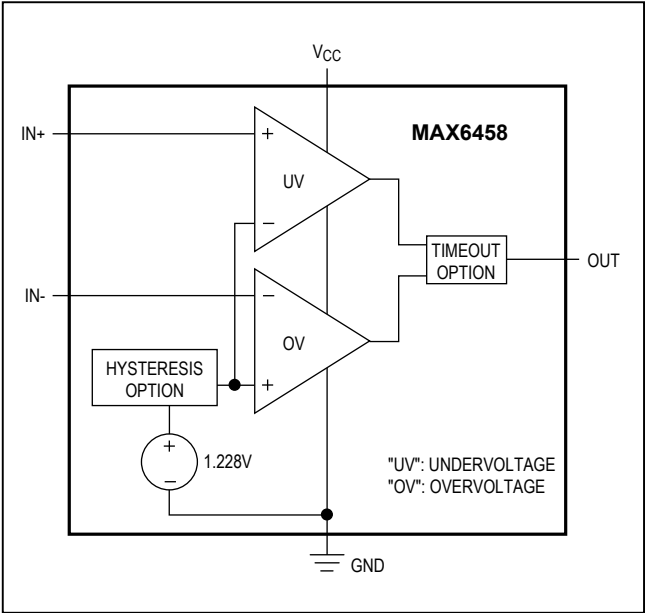 VCC
IN+
MAX6458
+
UV
−
TIMEOUT
OPTION
OUT
IN-
−
OV
+
HYSTERESIS
OPTION
+
1.228V
−
"UV": UNDERVOLTAGE
"OV": OVERVOLTAGE
GND